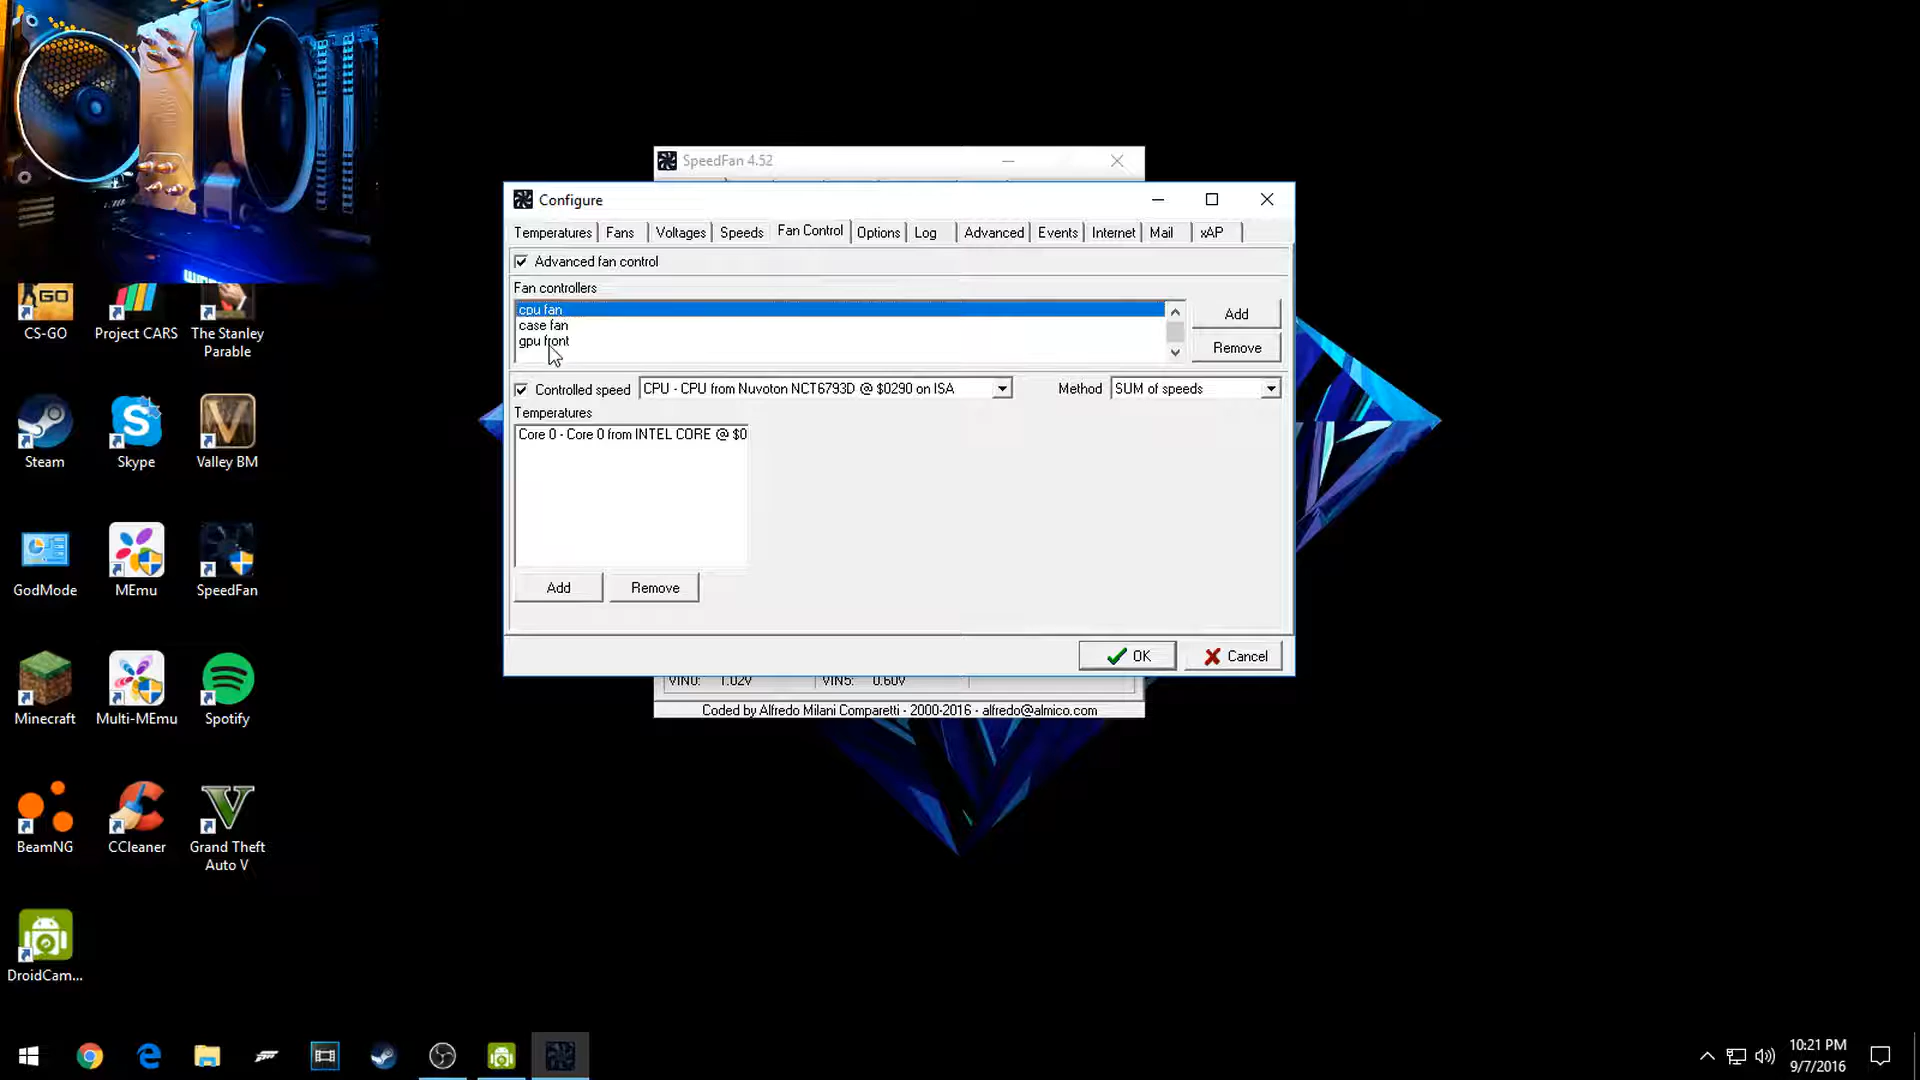 SpeedFan 4.52
Configure
Temperatures Fans Voltages Speeds Fan Control Options Log Advanced Events Internet Mail xAP
Advanced fan control
Fan controllers
cpu fan
case fan
gpu front
Add
Remove
Controlled speed CPU - CPU from Nuvoton NCT6793D @ $0290 on ISA Method SUM of speeds
Temperatures
Core 0 - Core 0 from INTEL CORE @ $0
Add Remove
OK Cancel
VIN0: 1.02V VIN5: 0.60V
Coded by Alfredo Milani Comparetti - 2000-2016 - alfredo@almico.com
GO
CS-GO Project CARS The Stanley Parable
Steam Skype Valley BM
GodMode MEmu SpeedFan
Minecraft Multi-MEmu Spotify
BeamNG CCleaner Grand Theft Auto V
DroidCam...
10:21 PM
9/7/2016